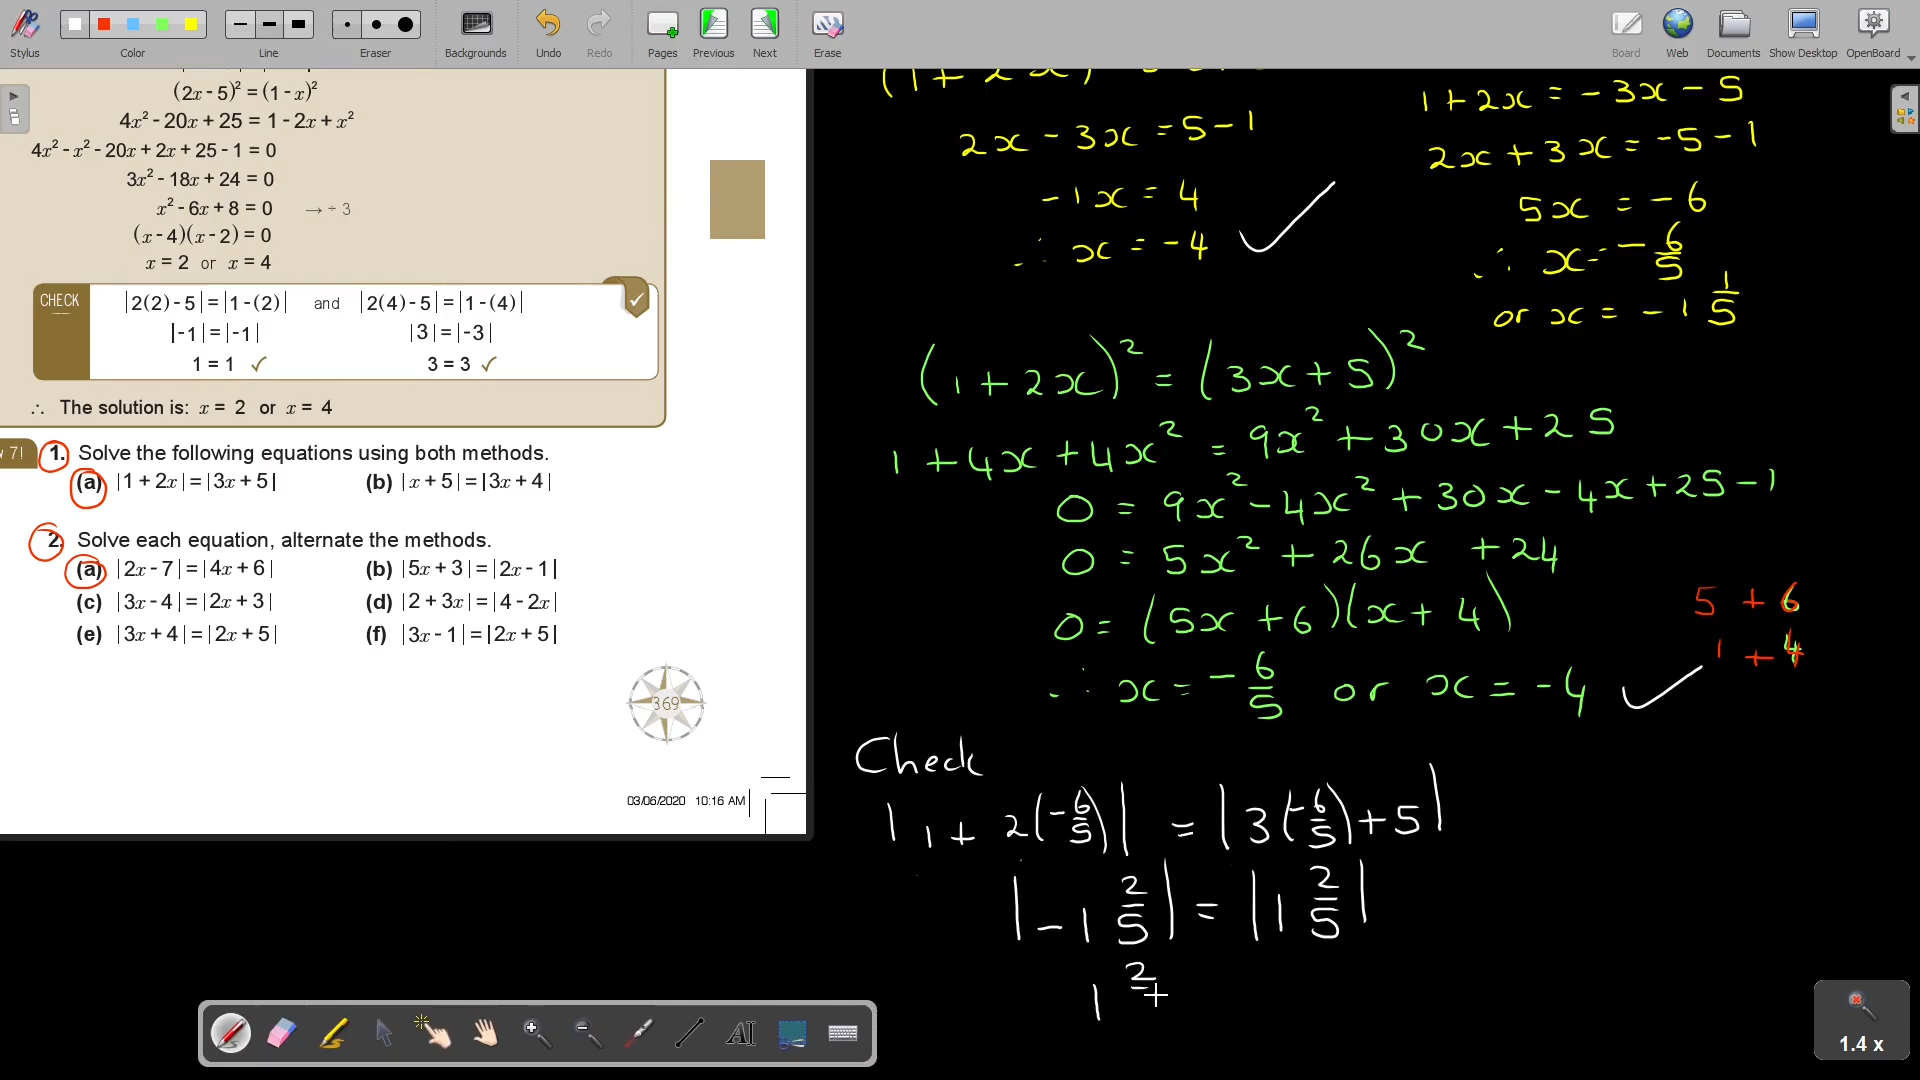 Stylus Color Line Eraser Backgrounds Undo Redo Pages Previous Next Erase Board Web Documents Show Desktop OpenBoard
(2x - 5)² = (1 - x)²
4x² - 20x + 25 = 1 - 2x + x²
4x² - x² - 20x + 2x + 25 - 1 = 0
3x² - 18x + 24 = 0
x² - 6x + 8 = 0 → ÷ 3
(x - 4)(x - 2) = 0
x = 2 or x = 4
CHECK
|2(2) - 5| = |1 - (2)| and |2(4) - 5| = |1 - (4)|
|-1| = |-1| |3| = |-3|
1 = 1 ✓ 3 = 3 ✓
∴ The solution is: x = 2 or x = 4
7!
1. Solve the following equations using both methods.
(a) |1 + 2x| = |3x + 5| (b) |x + 5| = |3x + 4|
2. Solve each equation, alternate the methods.
(a) |2x - 7| = |4x + 6| (b) |5x + 3| = |2x - 1|
(c) |3x - 4| = |2x + 3| (d) |2 + 3x| = |4 - 2x|
(e) |3x + 4| = |2x + 5| (f) |3x - 1| = |2x + 5|
369
03/06/2020 10:16 AM
2x - 3x = 5 - 1
-1x = 4
∴ x = -4 ✓
1 + 2x = -3x - 5
2x + 3x = -5 - 1
5x = -6
∴ x = -6/5
or x = -1 1/5
(1 + 2x)² = (3x + 5)²
1 + 4x + 4x² = 9x² + 30x + 25
0 = 9x² - 4x² + 30x - 4x + 25 - 1
0 = 5x² + 26x + 24
0 = (5x + 6)(x + 4)
5 + 6
1 + 4
∴ x = -6/5 or x = -4 ✓
Check
|1 + 2(-6/5)| = |3(-6/5) + 5|
|-1 2/5| = |1 2/5|
1 2
1.4 x